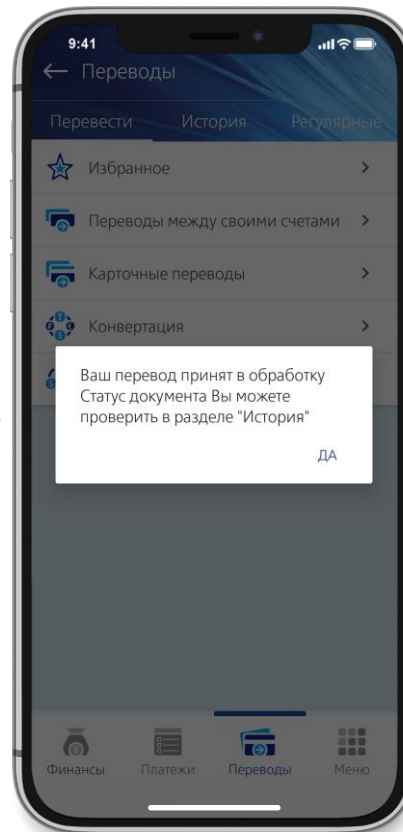 9:41
Переводы
Перевести История Регулярные
Избранное
Переводы между своими счетами
Карточные переводы
Конвертация
Ваш перевод принят в обработку
Статус документа Вы можете
проверить в разделе "История"
ДА
Финансы Платежи Переводы Меню